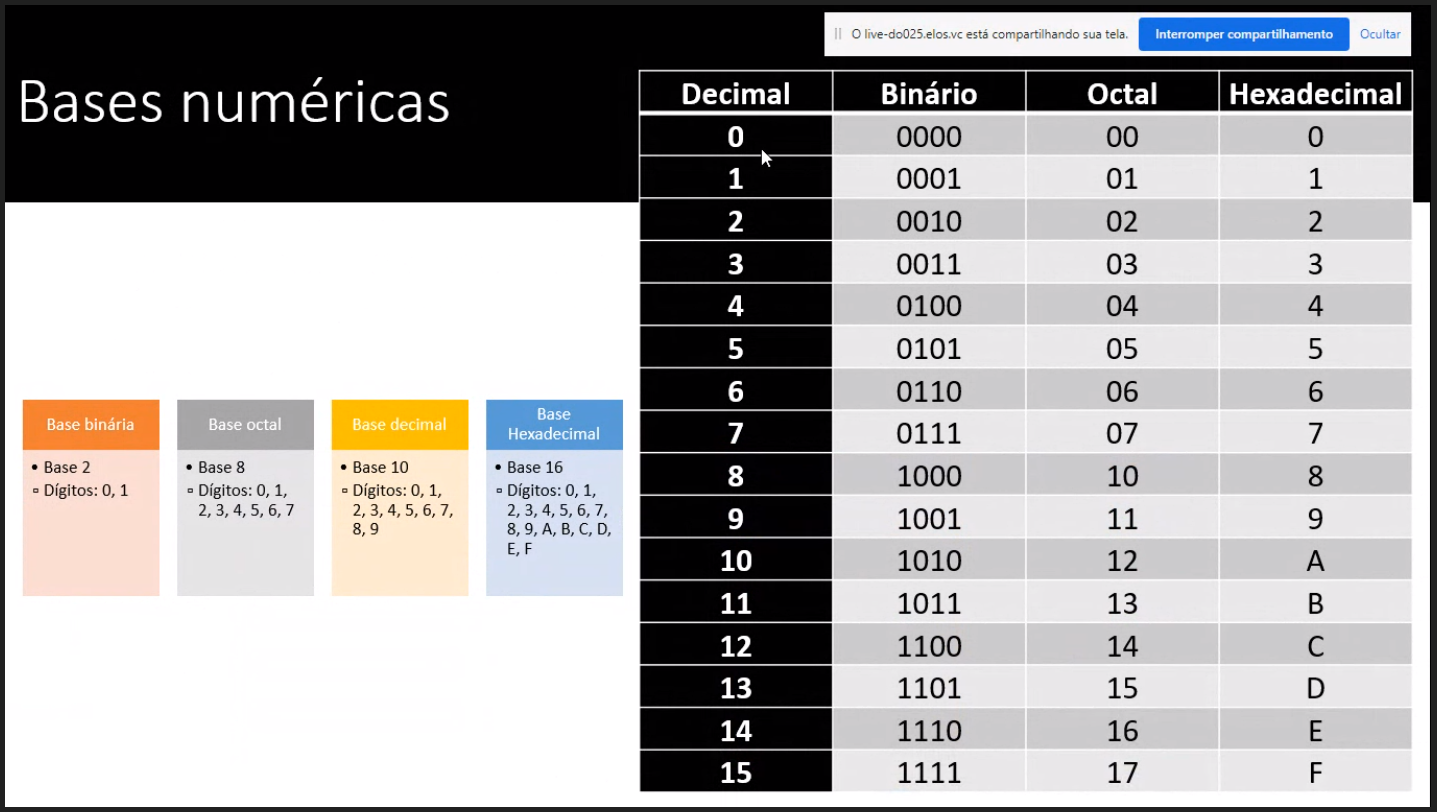 O live-do025.elos.vc está compartilhando sua tela. Interromper compartilhamento Ocultar
Bases numéricas
Base binária
• Base 2
▫ Dígitos: 0, 1
Base octal
• Base 8
▫ Dígitos: 0, 1,
2, 3, 4, 5, 6, 7
Base decimal
• Base 10
▫ Dígitos: 0, 1,
2, 3, 4, 5, 6, 7,
8, 9
Base
Hexadecimal
• Base 16
▫ Dígitos: 0, 1,
2, 3, 4, 5, 6, 7,
8, 9, A, B, C, D,
E, F
Decimal Binário Octal Hexadecimal
0 0000 00 0
1 0001 01 1
2 0010 02 2
3 0011 03 3
4 0100 04 4
5 0101 05 5
6 0110 06 6
7 0111 07 7
8 1000 10 8
9 1001 11 9
10 1010 12 A
11 1011 13 B
12 1100 14 C
13 1101 15 D
14 1110 16 E
15 1111 17 F